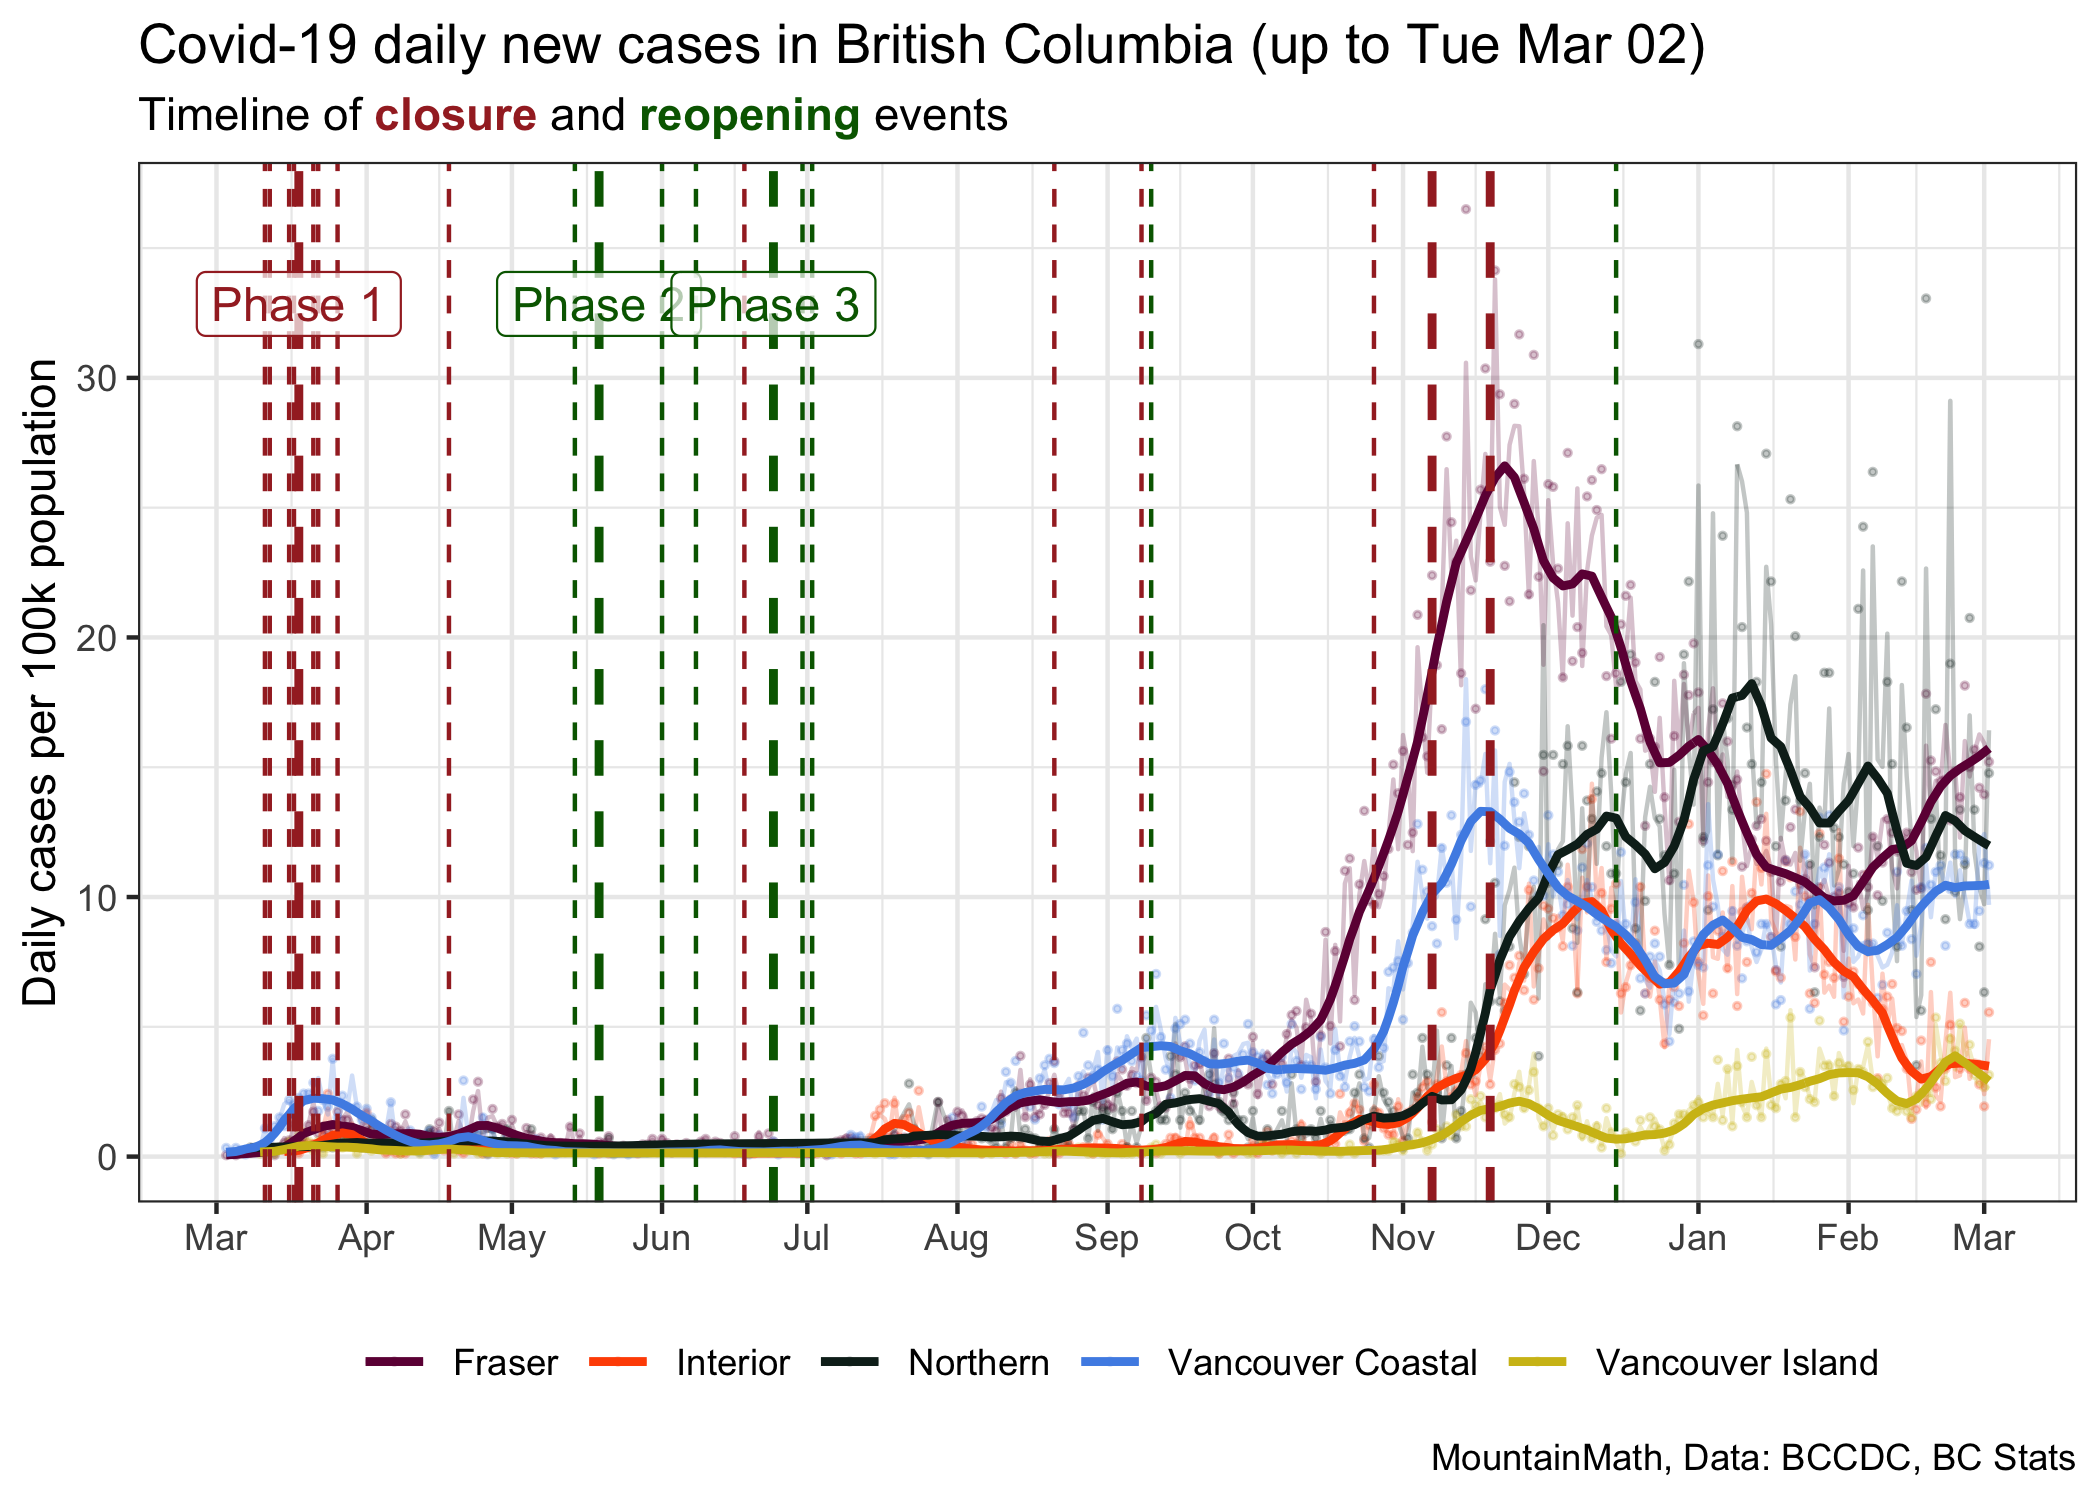 Covid-19 daily new cases in British Columbia (up to Tue Mar 02)
Timeline of closure and reopening events
Daily cases per 100k population
30
20
10
0
Phase 1
Phase 2
Phase 3
Mar Apr May Jun Jul Aug Sep Oct Nov Dec Jan Feb Mar
Fraser Interior Northern Vancouver Coastal Vancouver Island
MountainMath, Data: BCCDC, BC Stats